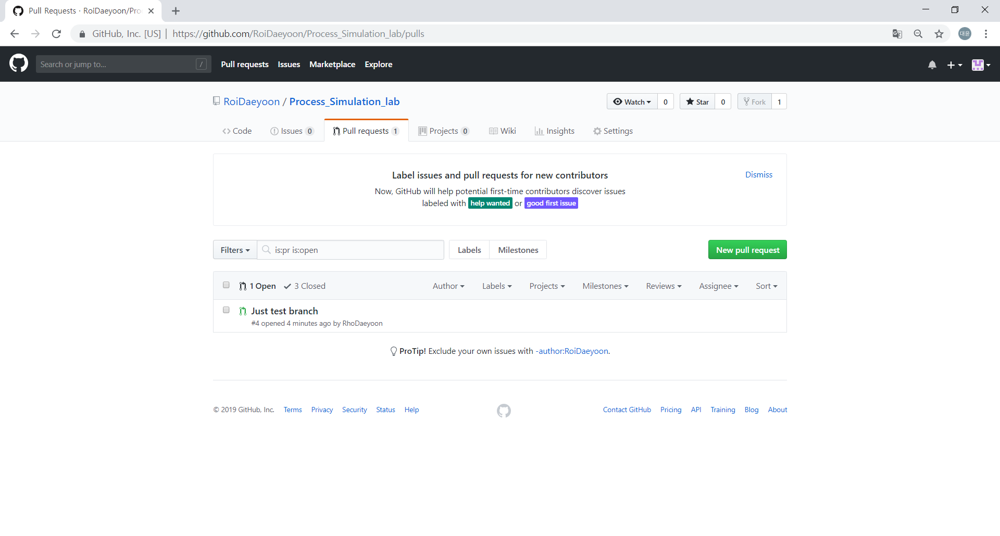 Pull Requests · RoiDaeyoon/Pro
GitHub, Inc. [US] | https://github.com/RoiDaeyoon/Process_Simulation_lab/pulls
대윤
Search or jump to... /
Pull requests Issues Marketplace Explore
RoiDaeyoon / Process_Simulation_lab
Watch 0 Star 0 Fork 1
Code Issues 0 Pull requests 1 Projects 0 Wiki Insights Settings
Label issues and pull requests for new contributors
Dismiss
Now, GitHub will help potential first-time contributors discover issues
labeled with help wanted or good first issue
Filters is:pr is:open Labels Milestones New pull request
1 Open 3 Closed Author Labels Projects Milestones Reviews Assignee Sort
Just test branch
#4 opened 4 minutes ago by RhoDaeyoon
ProTip! Exclude your own issues with -author:RoiDaeyoon.
© 2019 GitHub, Inc. Terms Privacy Security Status Help Contact GitHub Pricing API Training Blog About